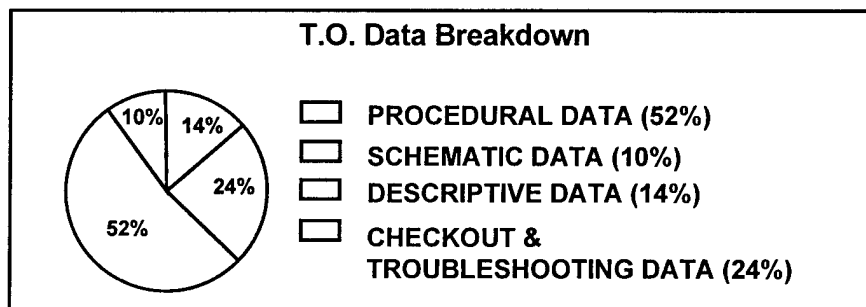 T.O. Data Breakdown
10%
14%
24%
52%
PROCEDURAL DATA (52%)
SCHEMATIC DATA (10%)
DESCRIPTIVE DATA (14%)
CHECKOUT &
TROUBLESHOOTING DATA (24%)